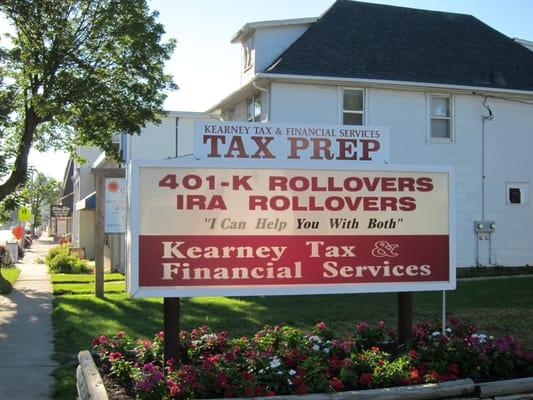 KEARNEY TAX & FINANCIAL SERVICES
TAX PREP
401-K ROLLOVERS
IRA ROLLOVERS
"I Can Help You With Both"
Kearney Tax &
Financial Services